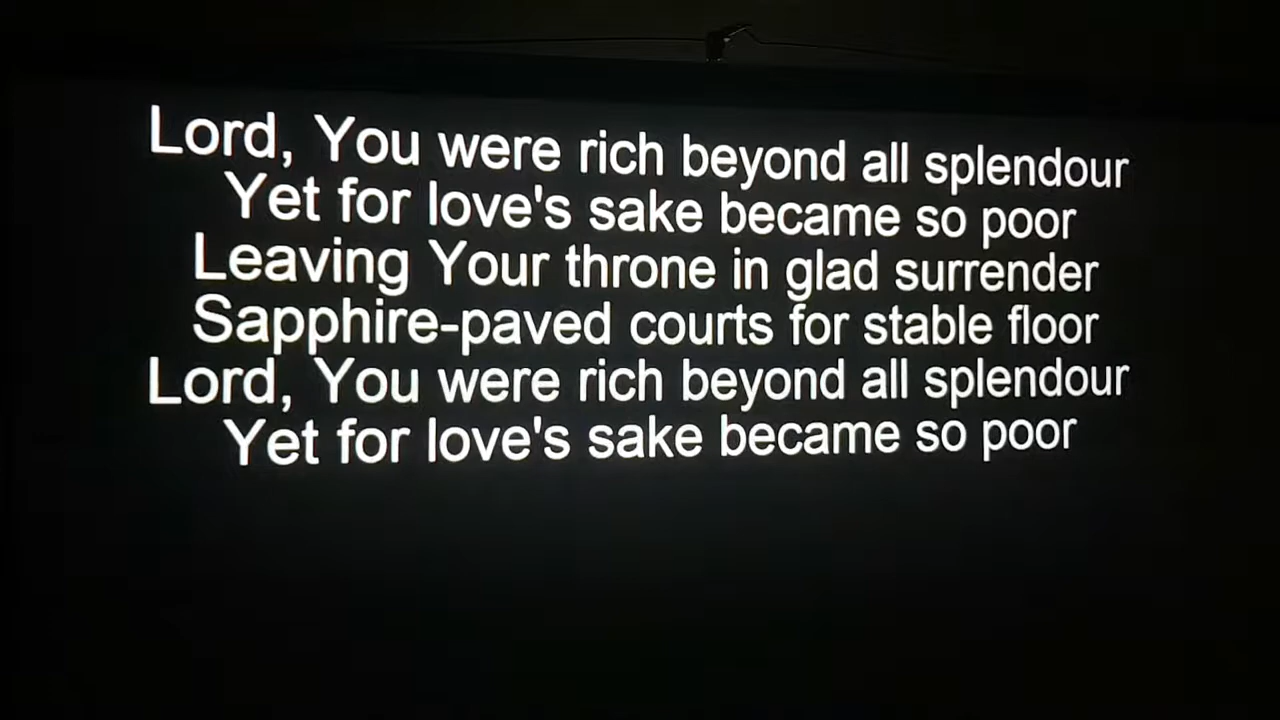 Lord, You were rich beyond all splendour
Yet for love's sake became so poor
Leaving Your throne in glad surrender
Sapphire-paved courts for stable floor
Lord, You were rich beyond all splendour
Yet for love's sake became so poor